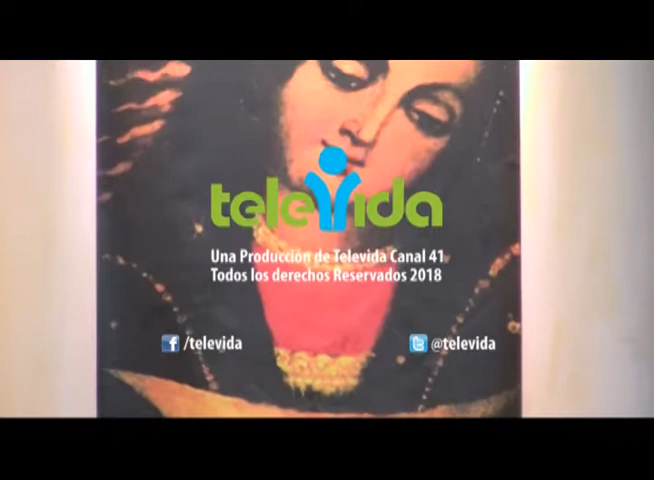 televida
Una Producción de Televida Canal 41
Todos los derechos Reservados 2018
/televida
@televida